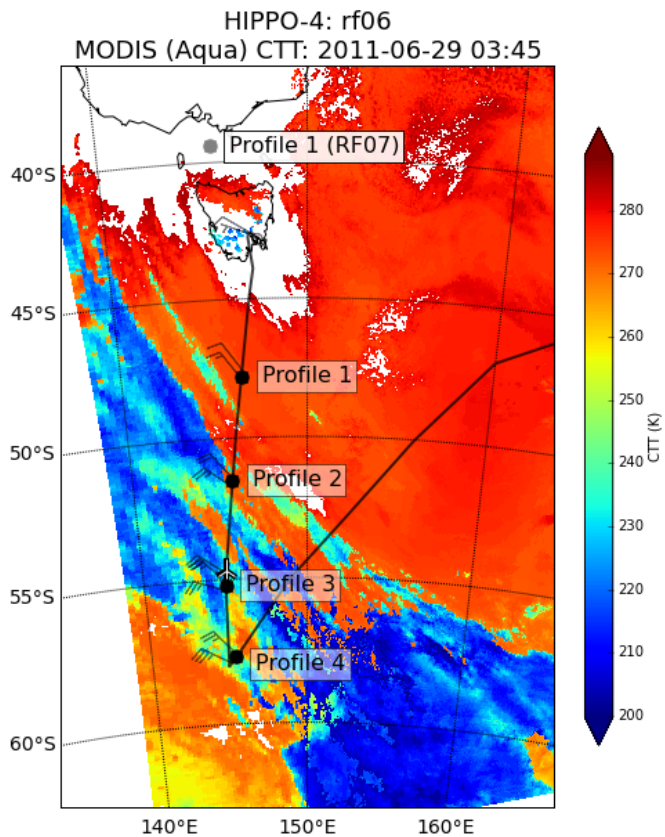 HIPPO-4: rf06
MODIS (Aqua) CTT: 2011-06-29 03:45
Profile 1 (RF07)
40°S
280
270
45°S
260
Profile 1
250
50°S
Profile 2
240
230
Profile 3
55°S
220
Profile 4
210
200
60°S
CTT (K)
140°E
150°E
160°E